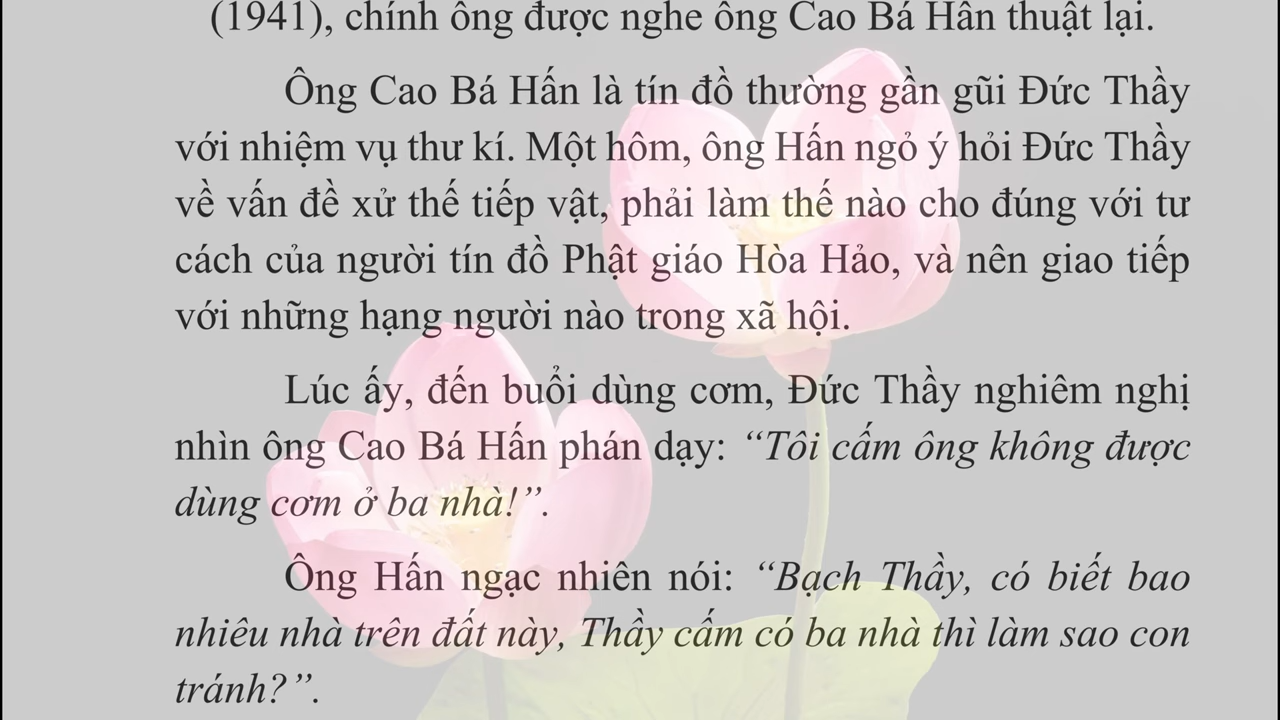 (1941), chính ông được nghe ông Cao Bá Hấn thuật lại.
Ông Cao Bá Hấn là tín đồ thường gần gũi Đức Thầy
với nhiệm vụ thư kí. Một hôm, ông Hấn ngỏ ý hỏi Đức Thầy
về vấn đề xử thế tiếp vật, phải làm thế nào cho đúng với tư
cách của người tín đồ Phật giáo Hòa Hảo, và nên giao tiếp
với những hạng người nào trong xã hội.
Lúc ấy, đến buổi dùng cơm, Đức Thầy nghiêm nghị
nhìn ông Cao Bá Hấn phán dạy: “Tôi cấm ông không được
dùng cơm ở ba nhà!”.
Ông Hấn ngạc nhiên nói: “Bạch Thầy, có biết bao
nhiêu nhà trên đất này, Thầy cấm có ba nhà thì làm sao con
tránh?”.